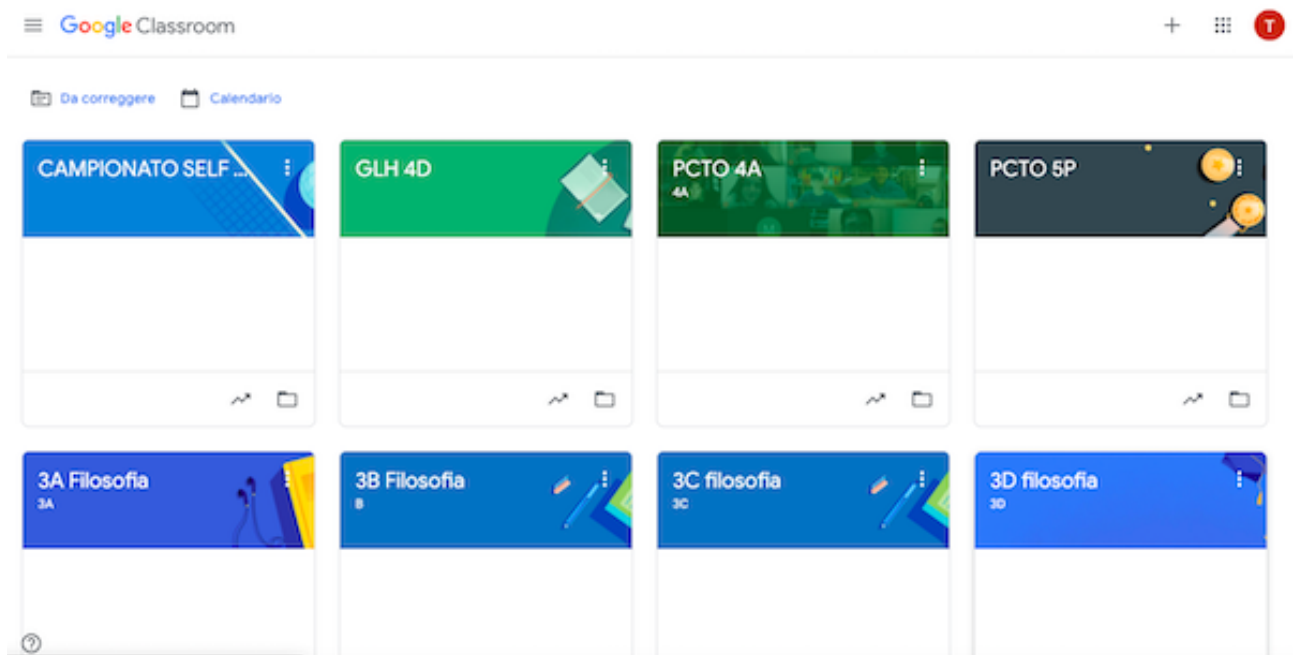 Google Classroom
T
Da correggere
Calendario
CAMPIONATO SELF ...
GLH 4D
PCTO 4A
4A
M
PCTO 5P
3A Filosofia
3A
3B Filosofia
B
3C filosofia
3C
3D filosofia
3D